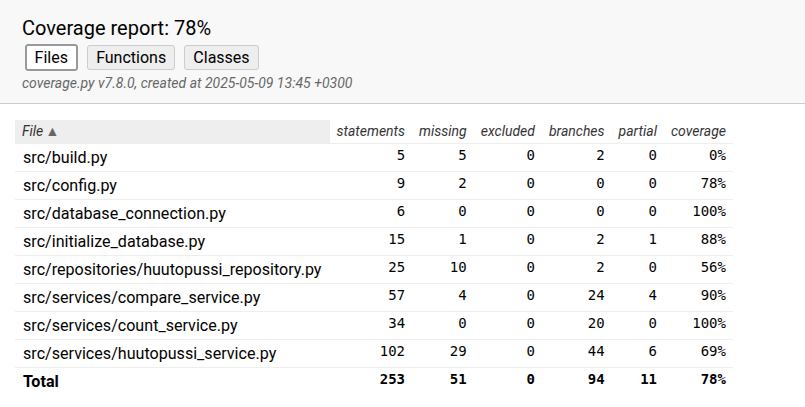 Coverage report: 78%
Files Functions Classes
coverage.py v7.8.0, created at 2025-05-09 13:45 +0300
File ▲ statements missing excluded branches partial coverage
src/build.py 5 5 0 2 0 0%
src/config.py 9 2 0 0 0 78%
src/database_connection.py 6 0 0 0 0 100%
src/initialize_database.py 15 1 0 2 1 88%
src/repositories/huutopussi_repository.py 25 10 0 2 0 56%
src/services/compare_service.py 57 4 0 24 4 90%
src/services/count_service.py 34 0 0 20 0 100%
src/services/huutopussi_service.py 102 29 0 44 6 69%
Total 253 51 0 94 11 78%